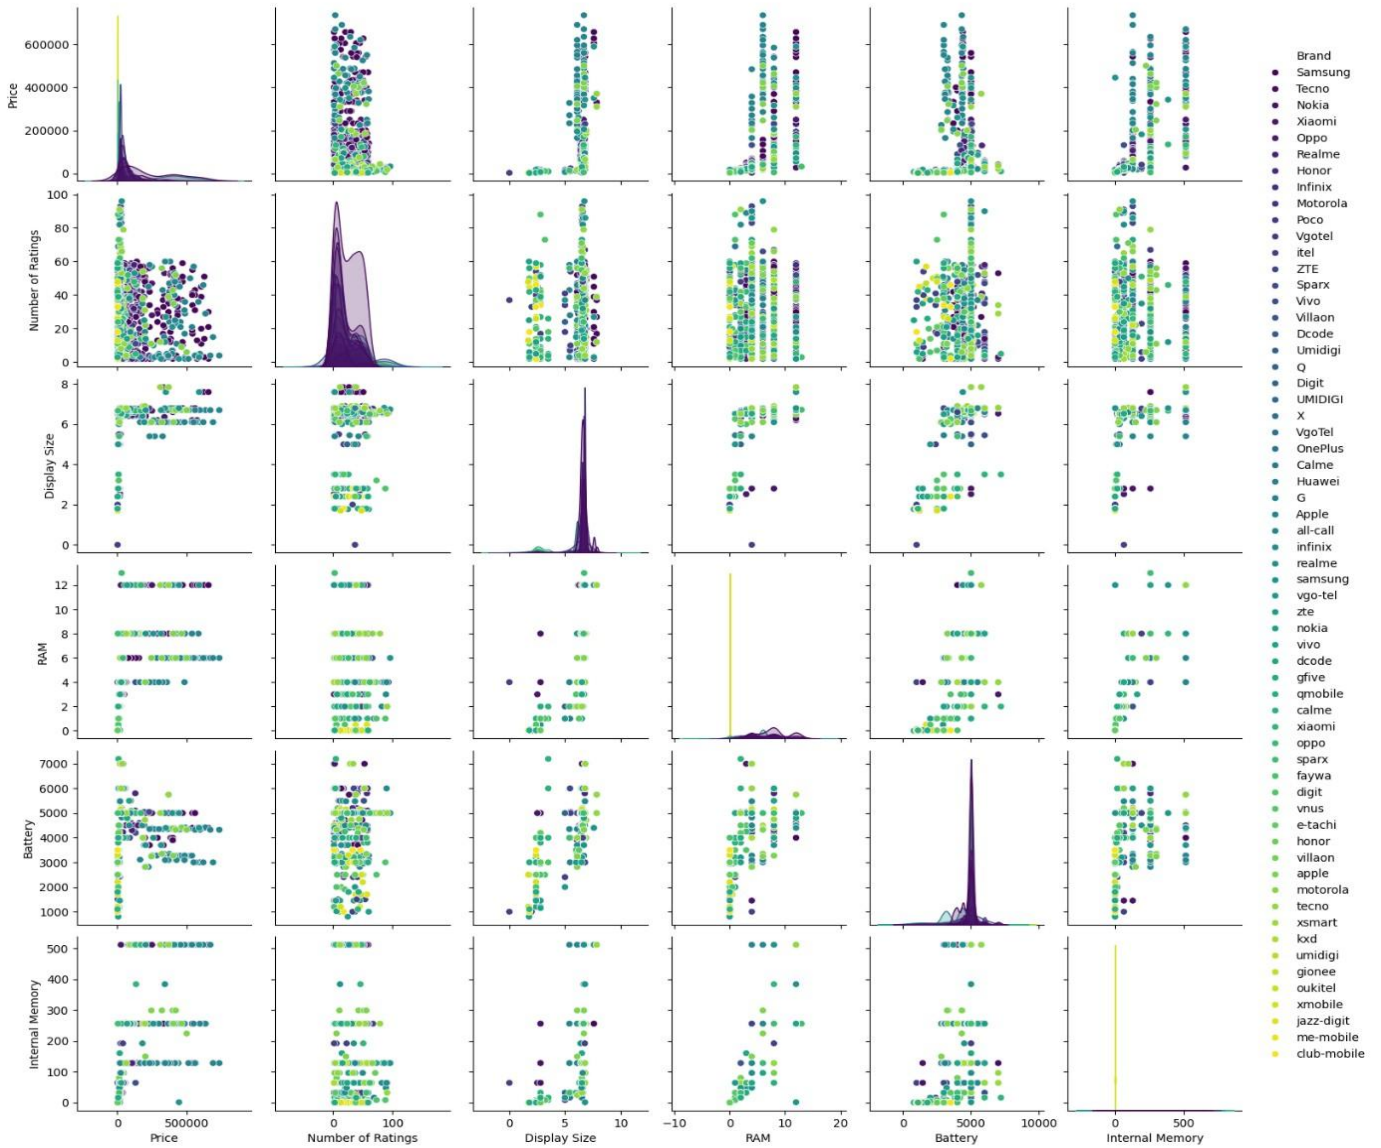 Price
600000
400000
200000
0
Number of Ratings
100
80
60
40
20
0
Display Size
8
6
4
2
0
RAM
12
10
8
6
4
2
0
Battery
7000
6000
5000
4000
3000
2000
1000
Internal Memory
500
400
300
200
100
0
0 500000
Price
0 100
Number of Ratings
0 5 10
Display Size
−10 0 10 20
RAM
0 5000 10000
Battery
0 500
Internal Memory
Brand
Samsung
Tecno
Nokia
Xiaomi
Oppo
Realme
Honor
Infinix
Motorola
Poco
Vgotel
itel
ZTE
Sparx
Vivo
Villaon
Dcode
Umidigi
Q
Digit
UMIDIGI
X
VgoTel
OnePlus
Calme
Huawei
G
Apple
all-call
infinix
realme
samsung
vgo-tel
zte
nokia
vivo
dcode
gfive
qmobile
calme
xiaomi
oppo
sparx
faywa
digit
vnus
e-tachi
honor
villaon
apple
motorola
tecno
xsmart
kxd
umidigi
gionee
oukitel
xmobile
jazz-digit
me-mobile
club-mobile